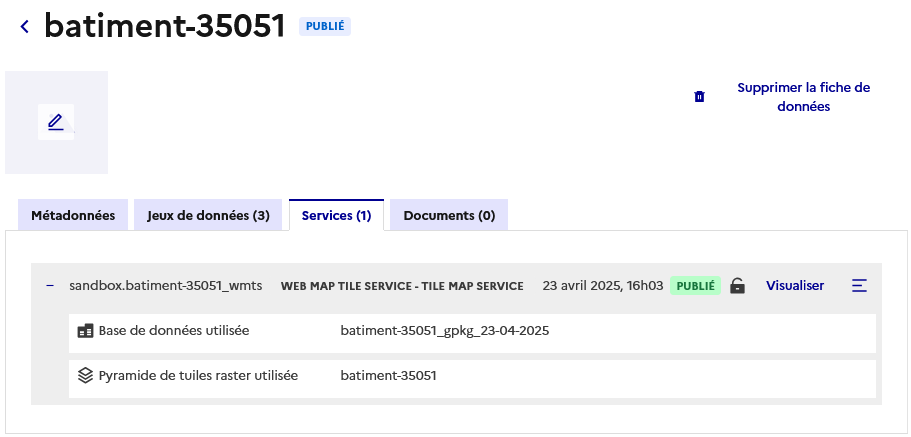 batiment-35051 PUBLIÉ
Supprimer la fiche de
données
Métadonnées Jeux de données (3) Services (1) Documents (0)
sandbox.batiment-35051_wmts WEB MAP TILE SERVICE - TILE MAP SERVICE 23 avril 2025, 16h03 PUBLIÉ Visualiser
Base de données utilisée batiment-35051_gpkg_23-04-2025
Pyramide de tuiles raster utilisée batiment-35051